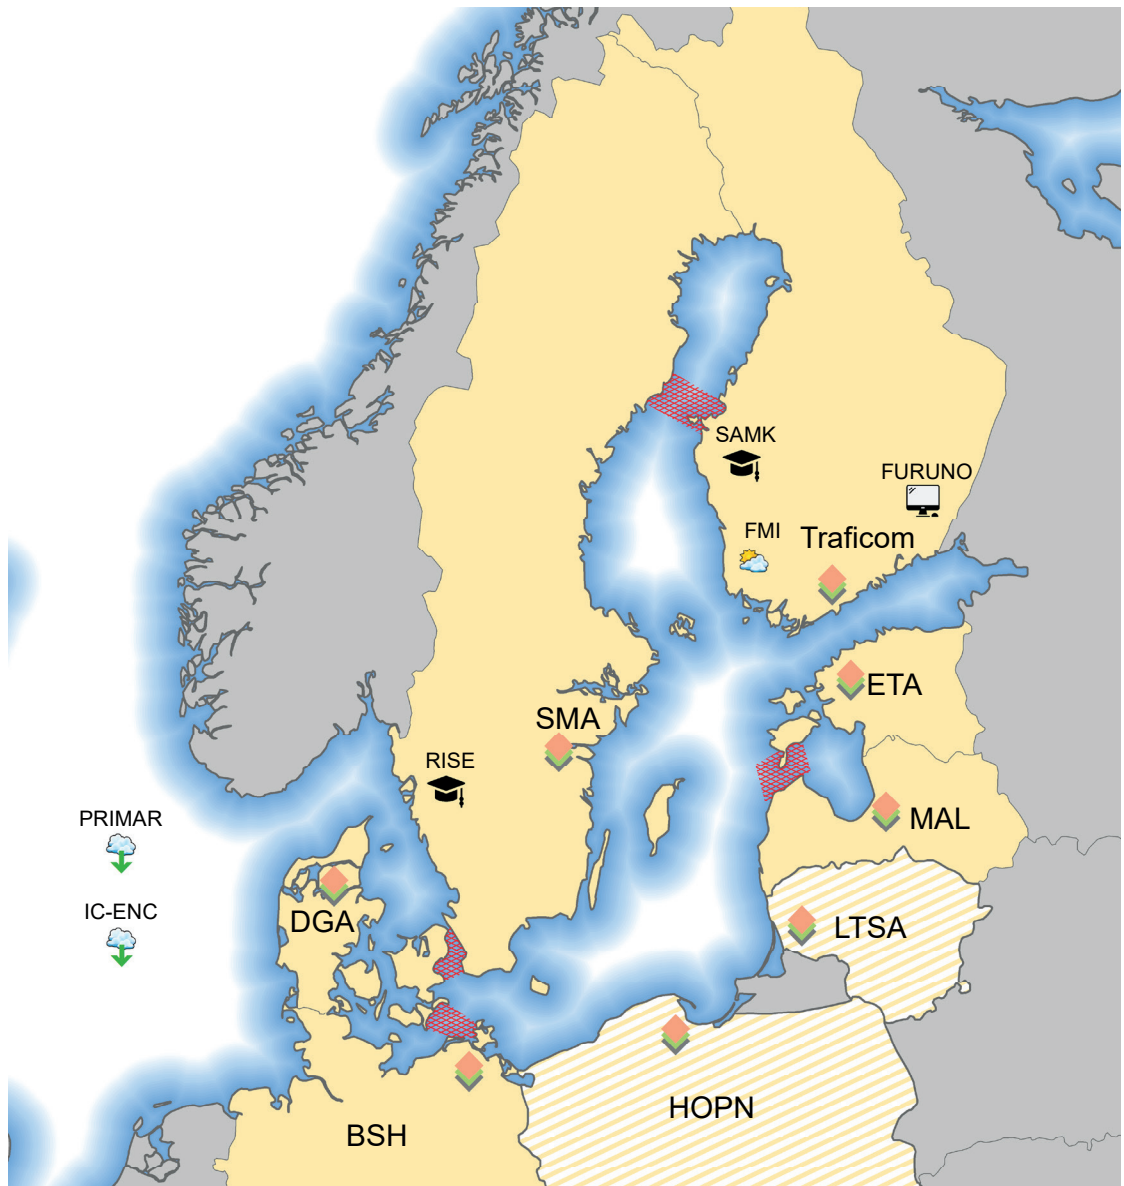 SAMK
FURUNO
FMI
Traficom
ETA
SMA
RISE
PRIMAR
MAL
IC-ENC
DGA
LTSA
HOPN
BSH